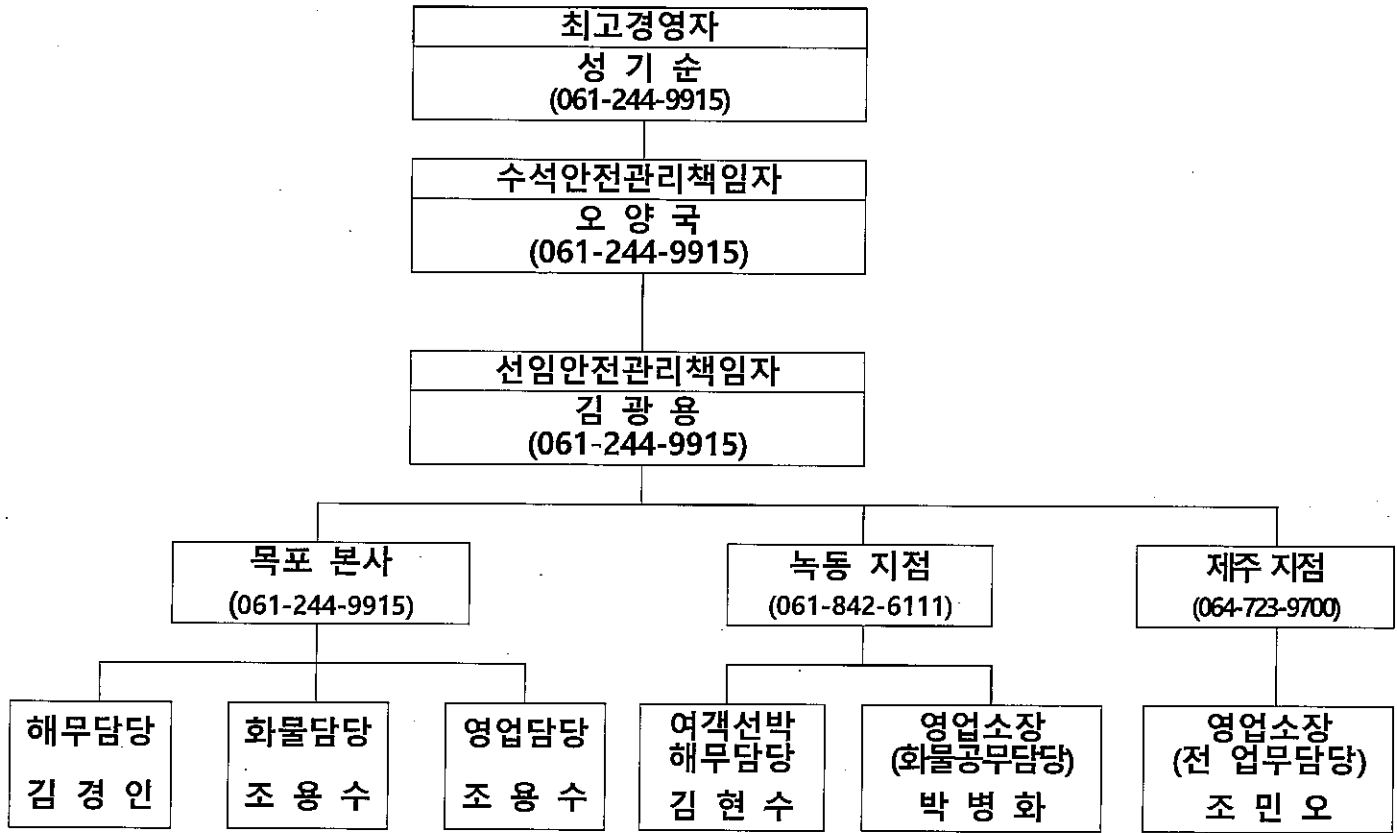 최고경영자
성 기 순
(061-244-9915)
수석안전관리책임자
오 양 국
(061-244-9915)
선임안전관리책임자
김 광 용
(061-244-9915)
목포 본사
(061-244-9915)
녹동 지점
(061-842-6111)
제주 지점
(064-723-9700)
해무담당
김 경 인
화물담당
조 용 수
영업담당
조 용 수
여객선박
해무담당
김 현 수
영업소장
(화물공무담당)
박 병 화
영업소장
(전 업무담당)
조 민 오